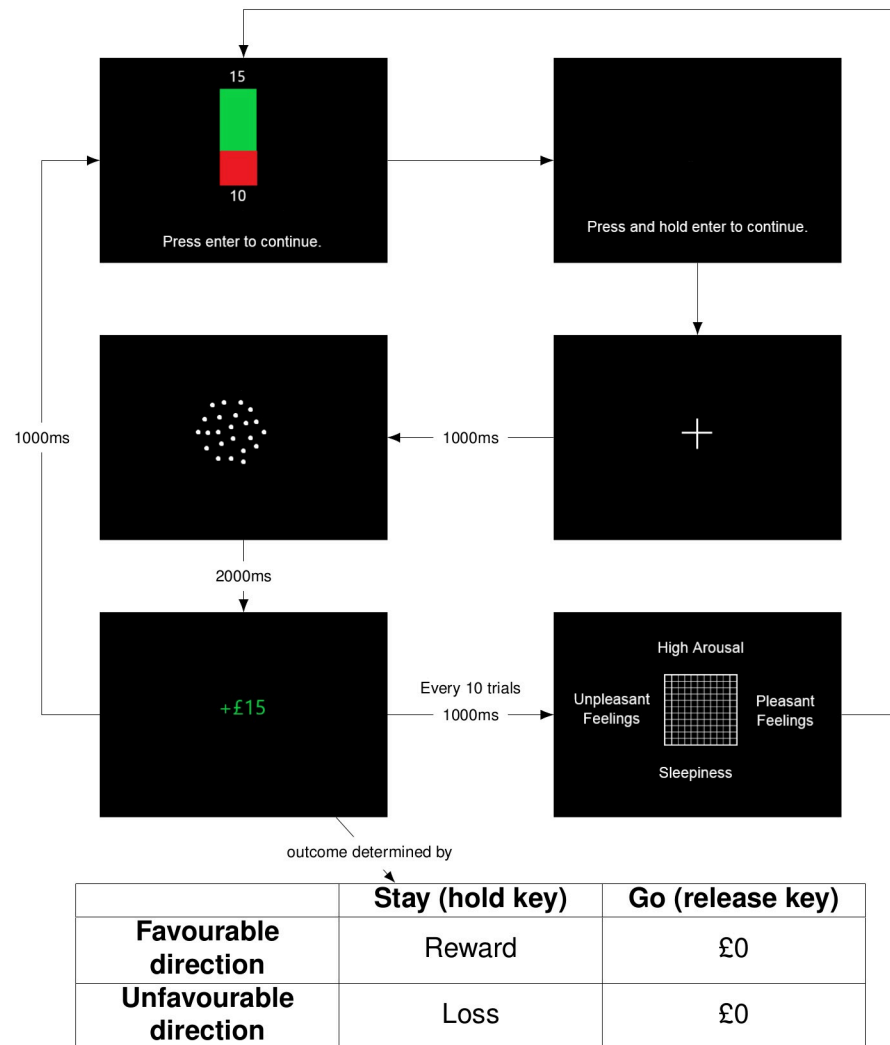 15
10
Press enter to continue.
Press and hold enter to continue.
1000ms
1000ms
2000ms
+£15
Every 10 trials
1000ms
High Arousal
Unpleasant
Feelings
Pleasant
Feelings
Sleepiness
outcome determined by
Stay (hold key) Go (release key)
Favourable
direction
Reward £0
Unfavourable
direction
Loss £0